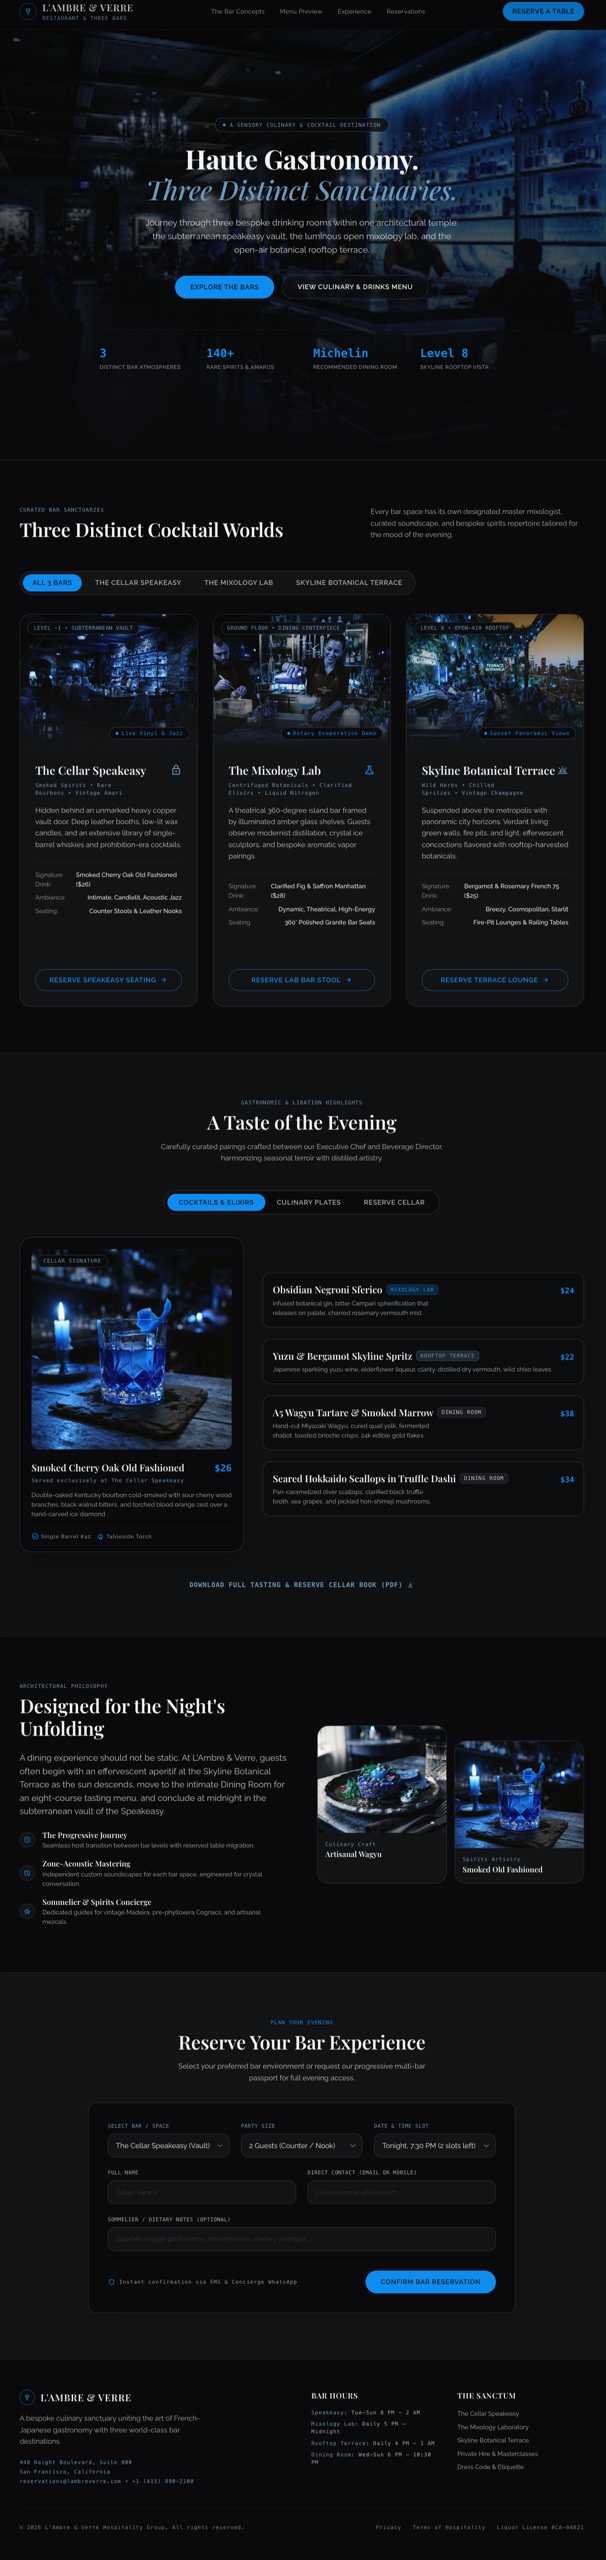 L'AMBRE & VERRE
RESTAURANT & THREE BARS
The Bar Concepts
Menu Preview
Experience
Reservations
RESERVE A TABLE
A SENSORY CULINARY & COCKTAIL DESTINATION
Haute Gastronomy.
Three Distinct Sanctuaries.
Journey through three bespoke drinking rooms within one architectural temple:
the subterranean speakeasy vault, the luminous open mixology lab, and the
open-air botanical rooftop terrace.
EXPLORE THE BARS
VIEW CULINARY & DRINKS MENU
3
DISTINCT BAR ATMOSPHERES
140+
RARE SPIRITS & AMAROS
Michelin
RECOMMENDED DINING ROOM
Level 8
SKYLINE ROOFTOP VISTA
CURATED BAR SANCTUARIES
Three Distinct Cocktail Worlds
Every bar space has its own designated master mixologist,
curated soundscape, and bespoke spirits repertoire tailored for
the mood of the evening.
ALL 3 BARS
THE CELLAR SPEAKEASY
THE MIXOLOGY LAB
SKYLINE BOTANICAL TERRACE
LEVEL -1 • SUBTERRANEAN VAULT
Live Vinyl & Jazz
The Cellar Speakeasy
Smoked Spirits • Rare
Bourbons • Vintage Amari
Hidden behind an unmarked heavy copper
vault door. Deep leather booths, low-lit wax
candles, and an extensive library of single-
barrel whiskies and prohibition-era cocktails.
Signature
Drink:
Smoked Cherry Oak Old Fashioned
($26)
Ambiance:
Intimate, Candlelit, Acoustic Jazz
Seating:
Counter Stools & Leather Nooks
RESERVE SPEAKEASY SEATING →
GROUND FLOOR • DINING CENTERPIECE
Rotary Evaporation Demo
The Mixology Lab
Centrifuged Botanicals • Clarified
Elixirs • Liquid Nitrogen
A theatrical 360-degree island bar framed
by illuminated amber glass shelves. Guests
observe modernist distillation, crystal ice
sculptures, and bespoke aromatic vapor
pairings.
Signature
Drink:
Clarified Fig & Saffron Manhattan
($28)
Ambiance:
Dynamic, Theatrical, High-Energy
Seating:
360° Polished Granite Bar Seats
RESERVE LAB BAR STOOL →
LEVEL 8 • OPEN-AIR ROOFTOP
TERRACE
BOTANICA
Sunset Panoramic Views
Skyline Botanical Terrace
Wild Herbs • Chilled
Spritzes • Vintage Champagne
Suspended above the metropolis with
panoramic city horizons. Verdant living
green walls, fire pits, and light, effervescent
concoctions flavored with rooftop-harvested
botanicals.
Signature
Drink:
Bergamot & Rosemary French 75
($25)
Ambiance:
Breezy, Cosmopolitan, Starlit
Seating:
Fire-Pit Lounges & Railing Tables
RESERVE TERRACE LOUNGE →
GASTRONOMIC & LIBATION HIGHLIGHTS
A Taste of the Evening
Carefully curated pairings crafted between our Executive Chef and Beverage Director,
harmonizing seasonal terroir with distilled artistry.
COCKTAILS & ELIXIRS
CULINARY PLATES
RESERVE CELLAR
CELLAR SIGNATURE
Smoked Cherry Oak Old Fashioned
$26
Served exclusively at The Cellar Speakeasy
Double-oaked Kentucky bourbon cold-smoked with sour cherry wood
branches, black walnut bitters, and torched blood orange zest over a
hand-carved ice diamond.
Single Barrel #42
Tableside Torch
Obsidian Negroni Sferico
MIXOLOGY LAB
$24
Infused botanical gin, bitter Campari spherification that
releases on palate, charred rosemary vermouth mist.
Yuzu & Bergamot Skyline Spritz
ROOFTOP TERRACE
$22
Japanese sparkling yuzu wine, elderflower liqueur, clarity-distilled dry vermouth, wild shiso leaves.
A5 Wagyu Tartare & Smoked Marrow
DINING ROOM
$38
Hand-cut Miyazaki Wagyu, cured quail yolk, fermented
shallot, toasted brioche crisps, 24k edible gold flakes.
Seared Hokkaido Scallops in Truffle Dashi
DINING ROOM
$34
Pan-caramelized diver scallops, clarified black truffle
broth, sea grapes, and pickled hon-shimeji mushrooms.
DOWNLOAD FULL TASTING & RESERVE CELLAR BOOK (PDF)
ARCHITECTURAL PHILOSOPHY
Designed for the Night's
Unfolding
A dining experience should not be static. At L'Ambre & Verre, guests
often begin with an effervescent aperitif at the Skyline Botanical
Terrace as the sun descends, move to the intimate Dining Room for
an eight-course tasting menu, and conclude at midnight in the
subterranean vault of the Speakeasy.
The Progressive Journey
Seamless host transition between bar levels with reserved table migration.
Zone-Acoustic Mastering
Independent custom soundscapes for each bar space, engineered for crystal
conversation.
Sommelier & Spirits Concierge
Dedicated guides for vintage Madeira, pre-phylloxera Cognacs, and artisanal
mezcals.
Culinary Craft
Artisanal Wagyu
Spirits Artistry
Smoked Old Fashioned
PLAN YOUR EVENING
Reserve Your Bar Experience
Select your preferred bar environment or request our progressive multi-bar
passport for full evening access.
SELECT BAR / SPACE
The Cellar Speakeasy (Vault)
PARTY SIZE
2 Guests (Counter / Nook)
DATE & TIME SLOT
Tonight, 7:30 PM (2 slots left)
FULL NAME
Julian Vance
DIRECT CONTACT (EMAIL OR MOBILE)
SOMMELIER / DIETARY NOTES (OPTIONAL)
Special vintage preference, anniversaries, dietary allergies...
Instant confirmation via SMS & Concierge WhatsApp
CONFIRM BAR RESERVATION
L'AMBRE & VERRE
A bespoke culinary sanctuary uniting the art of French-
Japanese gastronomy with three world-class bar
destinations.
448 Haight Boulevard, Suite 800
San Francisco, California
reservations@lambreverre.com • +1 (415) 890-2100
BAR HOURS
Speakeasy: Tue–Sun 8 PM – 2 AM
Mixology Lab: Daily 5 PM –
Midnight
Rooftop Terrace: Daily 4 PM – 1 AM
Dining Room: Wed–Sun 6 PM – 10:30
PM
THE SANCTUM
The Cellar Speakeasy
The Mixology Laboratory
Skyline Botanical Terrace
Private Hire & Masterclasses
Dress Code & Etiquette
© 2026 L'Ambre & Verre Hospitality Group. All rights reserved.
Privacy
Terms of Hospitality
Liquor License #CA-94821